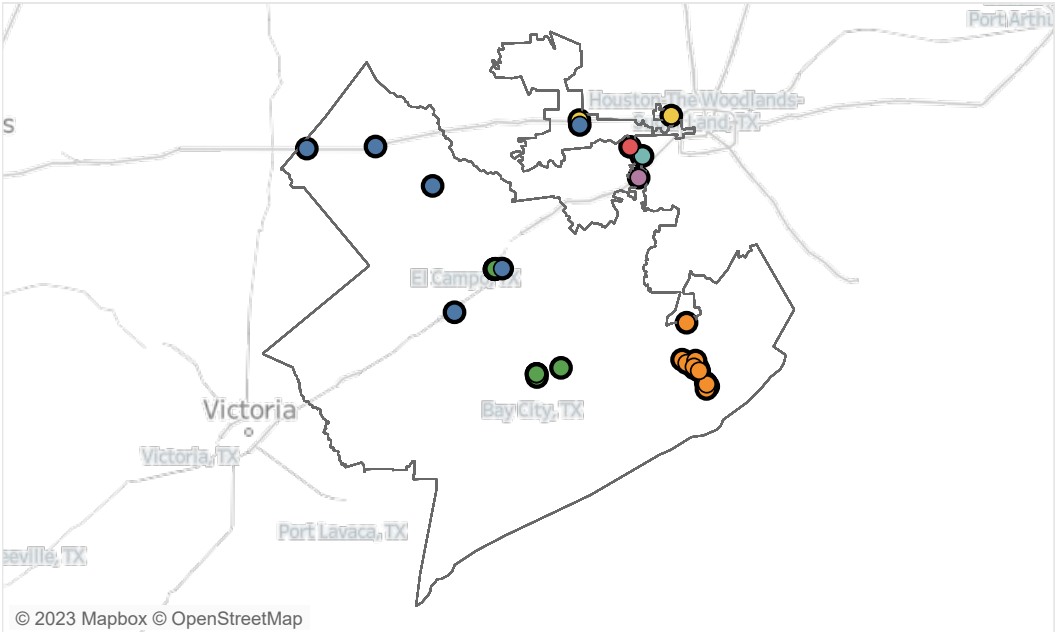 Port Arthu
Houston-The Woodlands-
Land, TX
s
El Campo, TX
Victoria
Bay City, TX
Victoria, TX
Port Lavaca, TX
eeville, TX
© 2023 Mapbox © OpenStreetMap